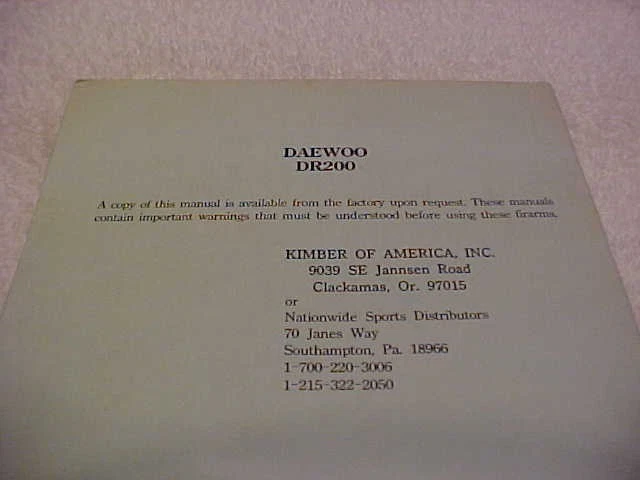 DAEWOO
DR200
A copy of this manual is available from the factory upon request. These manuals
contain important warnings that must be understood before using these firarms.
KIMBER OF AMERICA, INC.
9039 SE Jannsen Road
Clackamas, Or. 97015
or
Nationwide Sports Distributors
70 Janes Way
Southampton, Pa. 18966
1-700-220-3006
1-215-322-2050